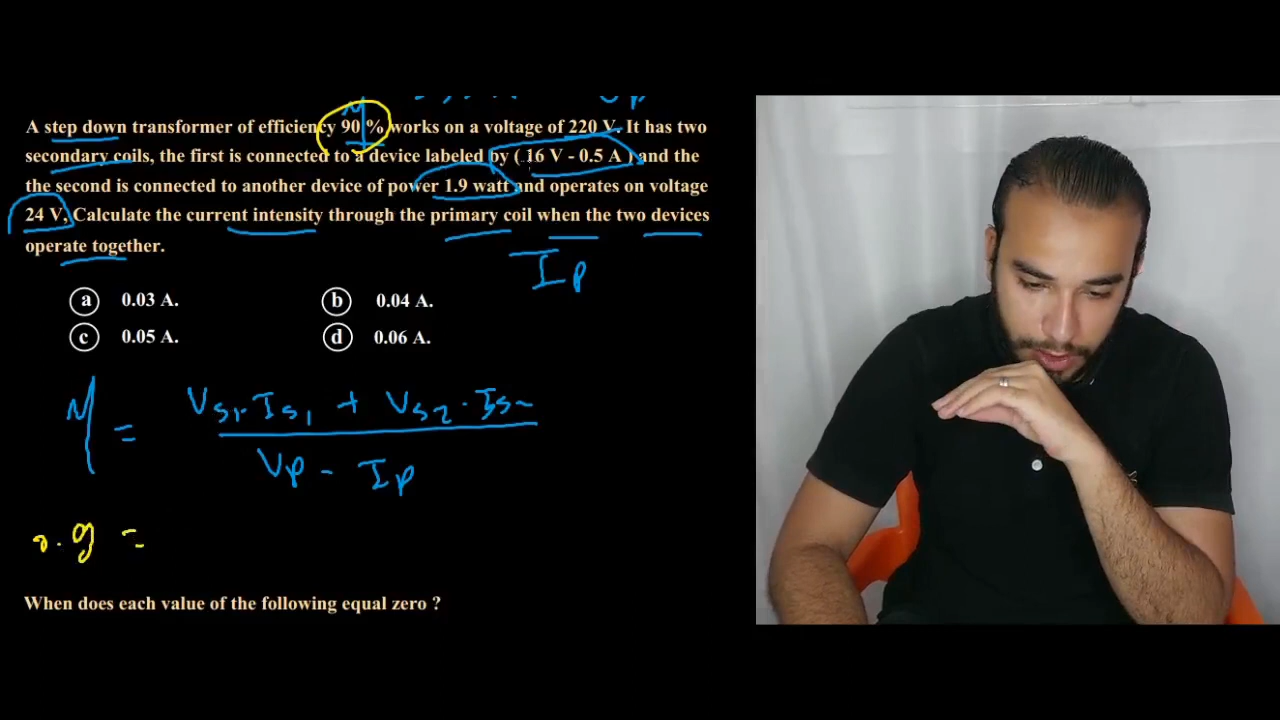 A step down transformer of efficiency 90 % works on a voltage of 220 V. It has two
secondary coils, the first is connected to a device labeled by ( 16 V - 0.5 A ) and the
the second is connected to another device of power 1.9 watt and operates on voltage
24 V, Calculate the current intensity through the primary coil when the two devices
operate together.
I p
a 0.03 A.
b 0.04 A.
c 0.05 A.
d 0.06 A.
η = Vs1 . Is1 + Vs2 . Is2
Vp - Ip
0.9 =
When does each value of the following equal zero ?